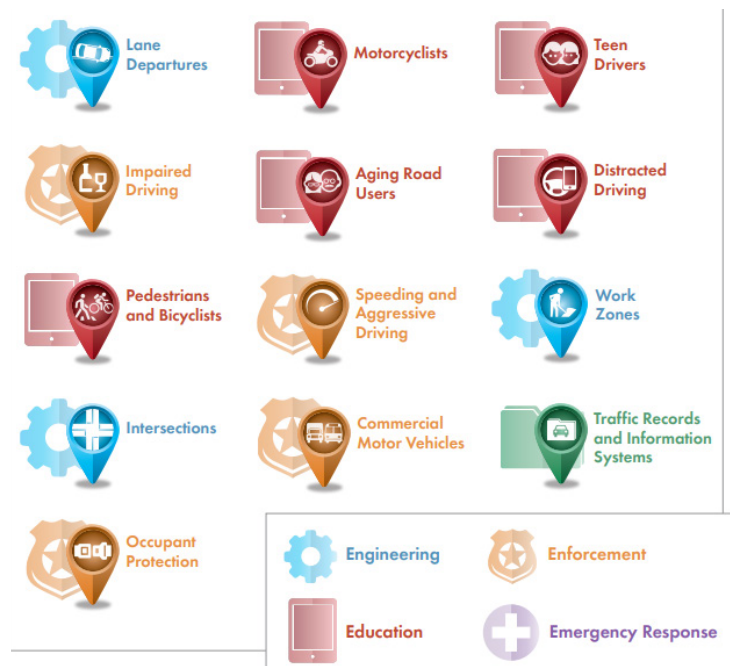 Lane
Departures
Motorcyclists
Teen
Drivers
Impaired
Driving
Aging Road
Users
Distracted
Driving
Pedestrians
and Bicyclists
Speeding and
Aggressive
Driving
Work
Zones
Intersections
Commercial
Motor Vehicles
Traffic Records
and Information
Systems
Occupant
Protection
Engineering
Enforcement
Education
Emergency Response